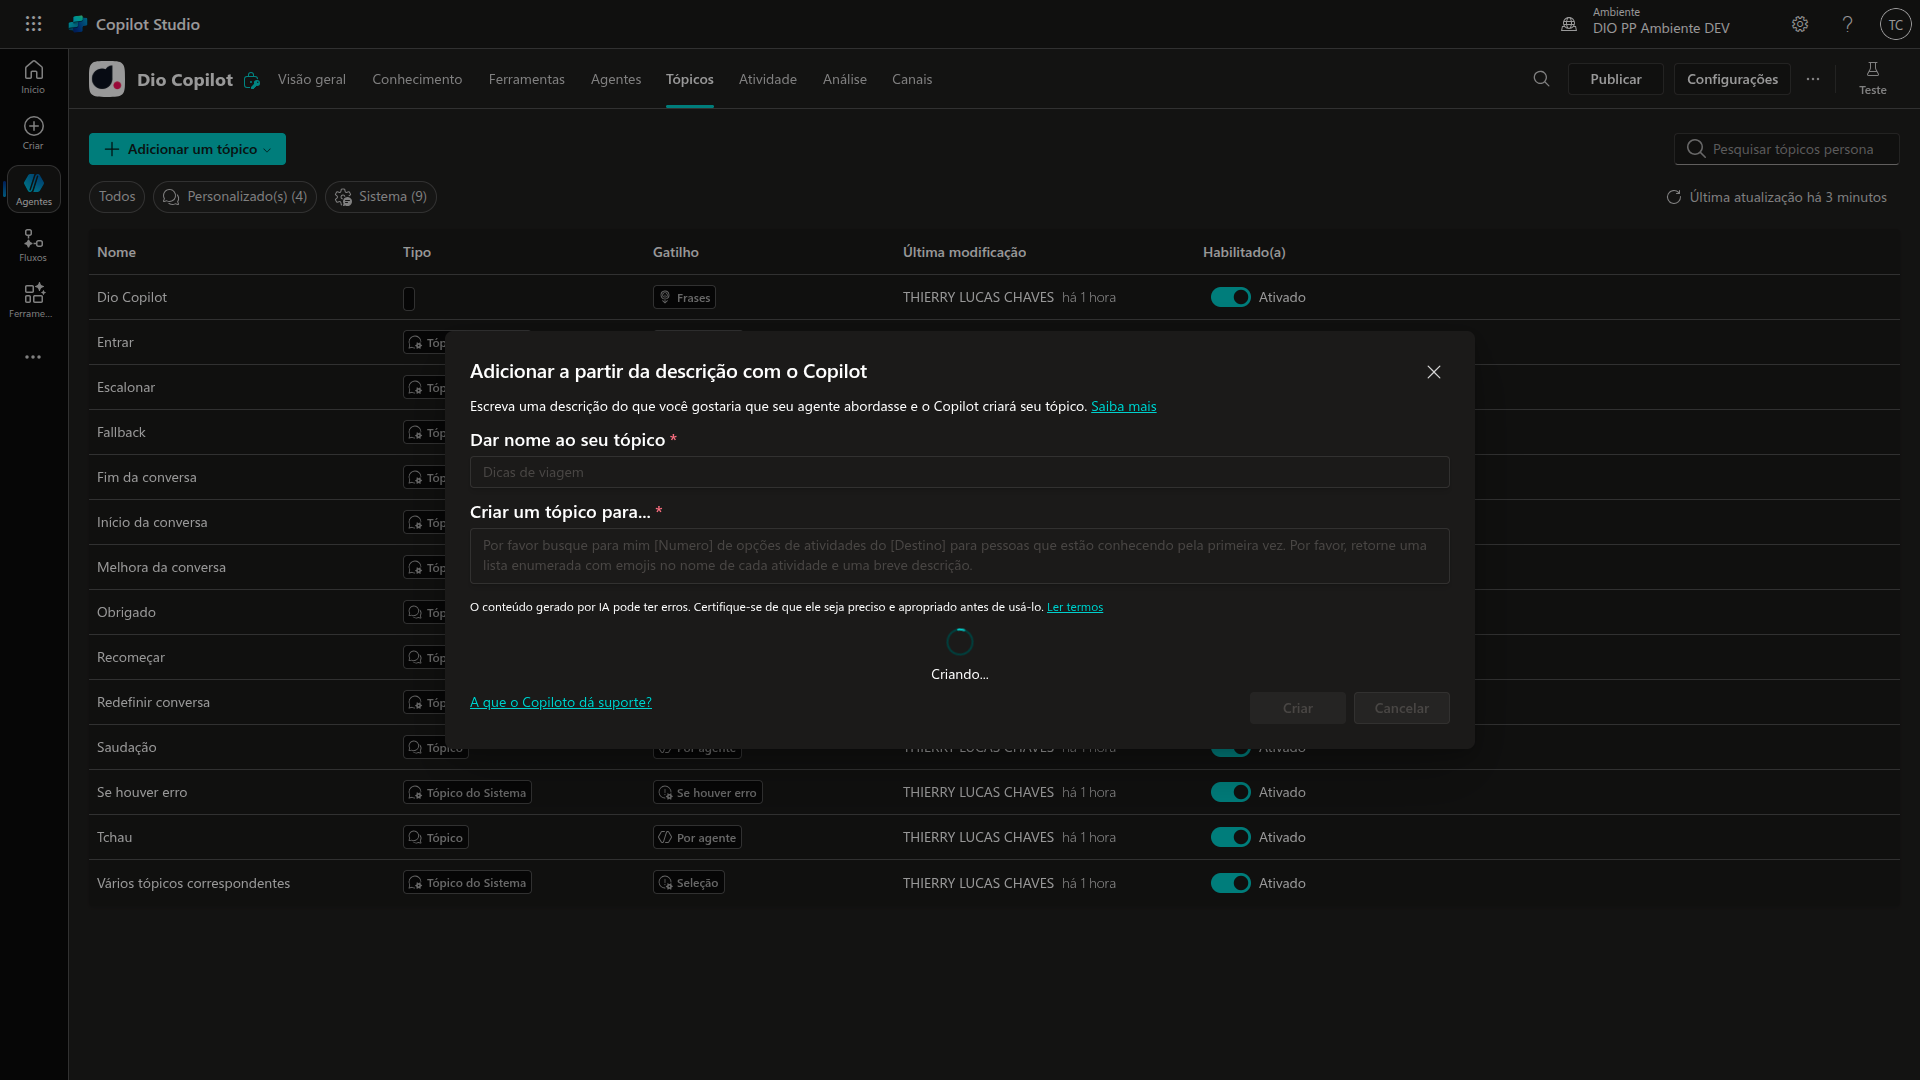 Copilot Studio
Ambiente
DIO PP Ambiente DEV
TC
Início
Criar
Agentes
Fluxos
Ferrame...
Dio Copilot
Visão geral
Conhecimento
Ferramentas
Agentes
Tópicos
Atividade
Análise
Canais
Publicar
Configurações
Teste
Adicionar um tópico
Pesquisar tópicos persona
Todos
Personalizado(s) (4)
Sistema (9)
Última atualização há 3 minutos
Nome Tipo Gatilho Última modificação Habilitado(a)
Dio Copilot Frases THIERRY LUCAS CHAVES há 1 hora Ativado
Entrar Tóp
Escalonar Tóp
Fallback Tóp
Fim da conversa Tóp
Início da conversa Tóp
Melhora da conversa Tóp
Obrigado Tóp
Recomeçar Tóp
Redefinir conversa Tóp
Saudação Tópico Por agente THIERRY LUCAS CHAVES há 1 hora Ativado
Se houver erro Tópico do Sistema Se houver erro THIERRY LUCAS CHAVES há 1 hora Ativado
Tchau Tópico Por agente THIERRY LUCAS CHAVES há 1 hora Ativado
Vários tópicos correspondentes Tópico do Sistema Seleção THIERRY LUCAS CHAVES há 1 hora Ativado
Adicionar a partir da descrição com o Copilot
Escreva uma descrição do que você gostaria que seu agente abordasse e o Copilot criará seu tópico. Saiba mais
Dar nome ao seu tópico *
Dicas de viagem
Criar um tópico para... *
Por favor busque para mim [Numero] de opções de atividades do [Destino] para pessoas que estão conhecendo pela primeira vez. Por favor, retorne uma
lista enumerada com emojis no nome de cada atividade e uma breve descrição.
O conteúdo gerado por IA pode ter erros. Certifique-se de que ele seja preciso e apropriado antes de usá-lo. Ler termos
Criando...
A que o Copiloto dá suporte?
Criar
Cancelar